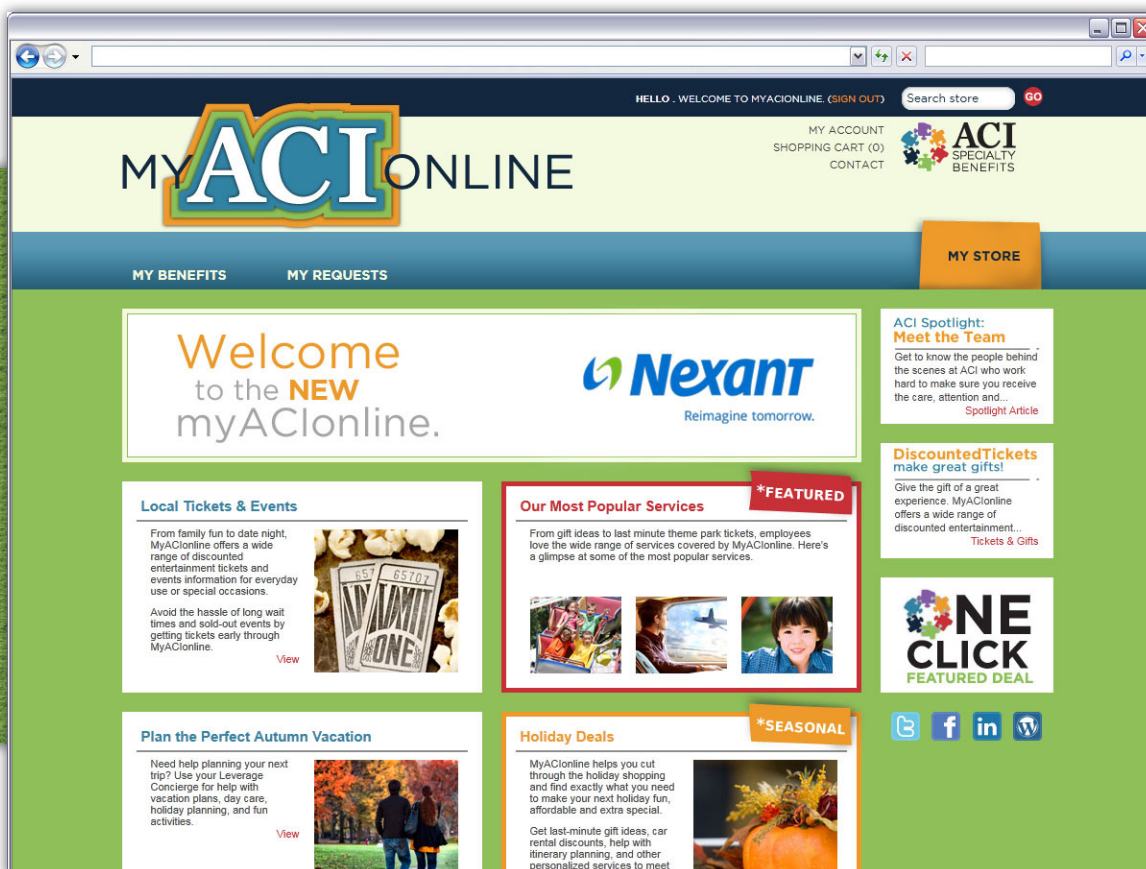 HELLO . WELCOME TO MYACIONLINE. (SIGN OUT)
Search store
GO
MY ACIONLINE
MY ACCOUNT
SHOPPING CART (0)
CONTACT
ACI
SPECIALTY
BENEFITS
MY BENEFITS
MY REQUESTS
MY STORE
Welcome
to the NEW
myACIonline.
Nexant
Reimagine tomorrow.
ACI Spotlight:
Meet the Team
Get to know the people behind
the scenes at ACI who work
hard to make sure you receive
the care, attention and...
Spotlight Article
DiscountedTickets
make great gifts!
Give the gift of a great
experience. MyACIonline
offers a wide range of
discounted entertainment...
Tickets & Gifts
Local Tickets & Events
From family fun to date night,
MyACIonline offers a wide
range of discounted
entertainment tickets and
events information for everyday
use or special occasions.
Avoid the hassle of long wait
times and sold-out events by
getting tickets early through
MyACIonline.
View
657
65707
ADMIT
ONE
*FEATURED
Our Most Popular Services
From gift ideas to last minute theme park tickets, employees
love the wide range of services covered by MyACIonline. Here's
a glimpse at some of the most popular services.
ONE
CLICK
FEATURED DEAL
Plan the Perfect Autumn Vacation
Need help planning your next
trip? Use your Leverage
Concierge for help with
vacation plans, day care,
holiday planning, and fun
activities.
View
*SEASONAL
Holiday Deals
MyACIonline helps you cut
through the holiday shopping
and find exactly what you need
to make your next holiday fun,
affordable and extra special.
Get last-minute gift ideas, car
rental discounts, help with
itinerary planning, and other
personalized services to meet